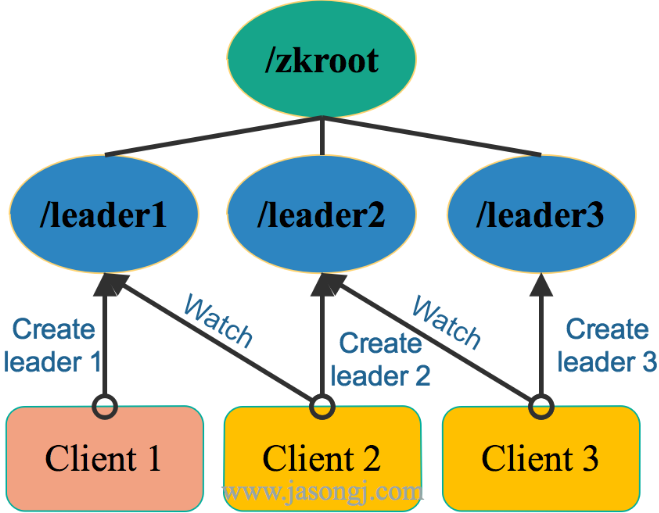 /zkroot
/leader1
/leader2
/leader3
Create
leader 1
Watch
Create
leader 2
Watch
Create
leader 3
Client 1
Client 2
Client 3
www.jasongj.com